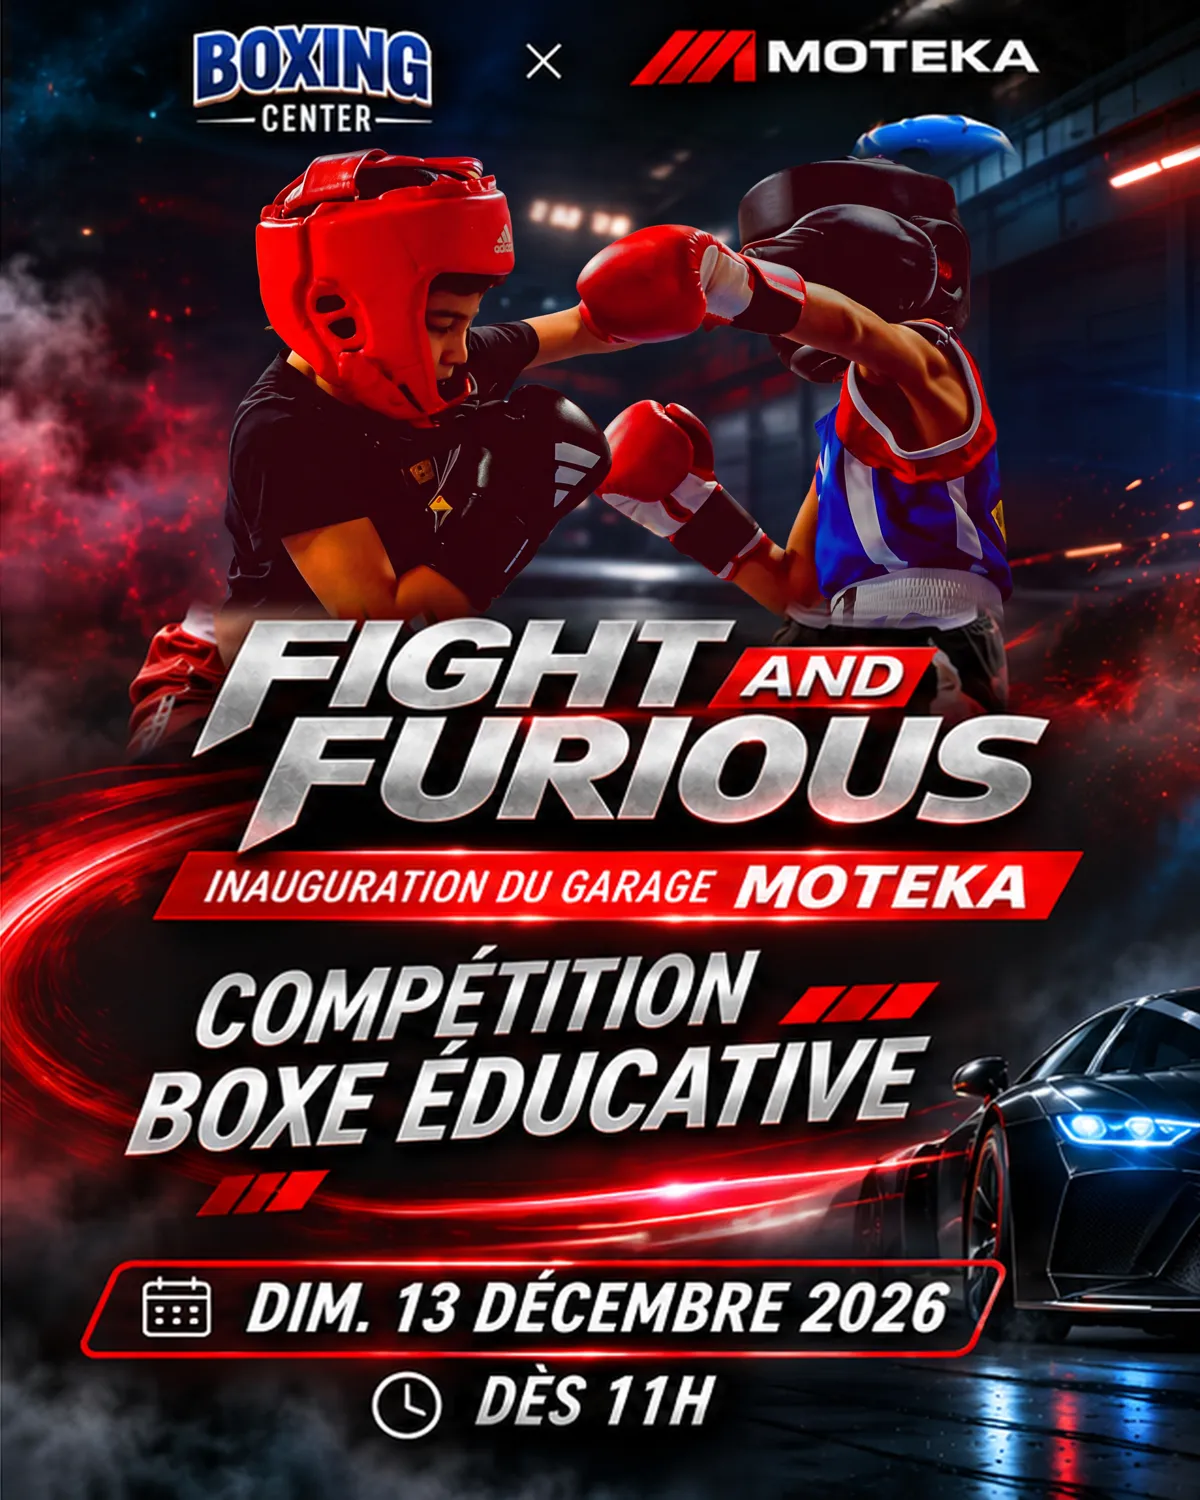 BOXING
CENTER
× MOTEKA
adidas
FIGHT AND
FURIOUS
INAUGURATION DU GARAGE MOTEKA
COMPÉTITION
BOXE ÉDUCATIVE
DIM. 13 DÉCEMBRE 2026
DÈS 11H